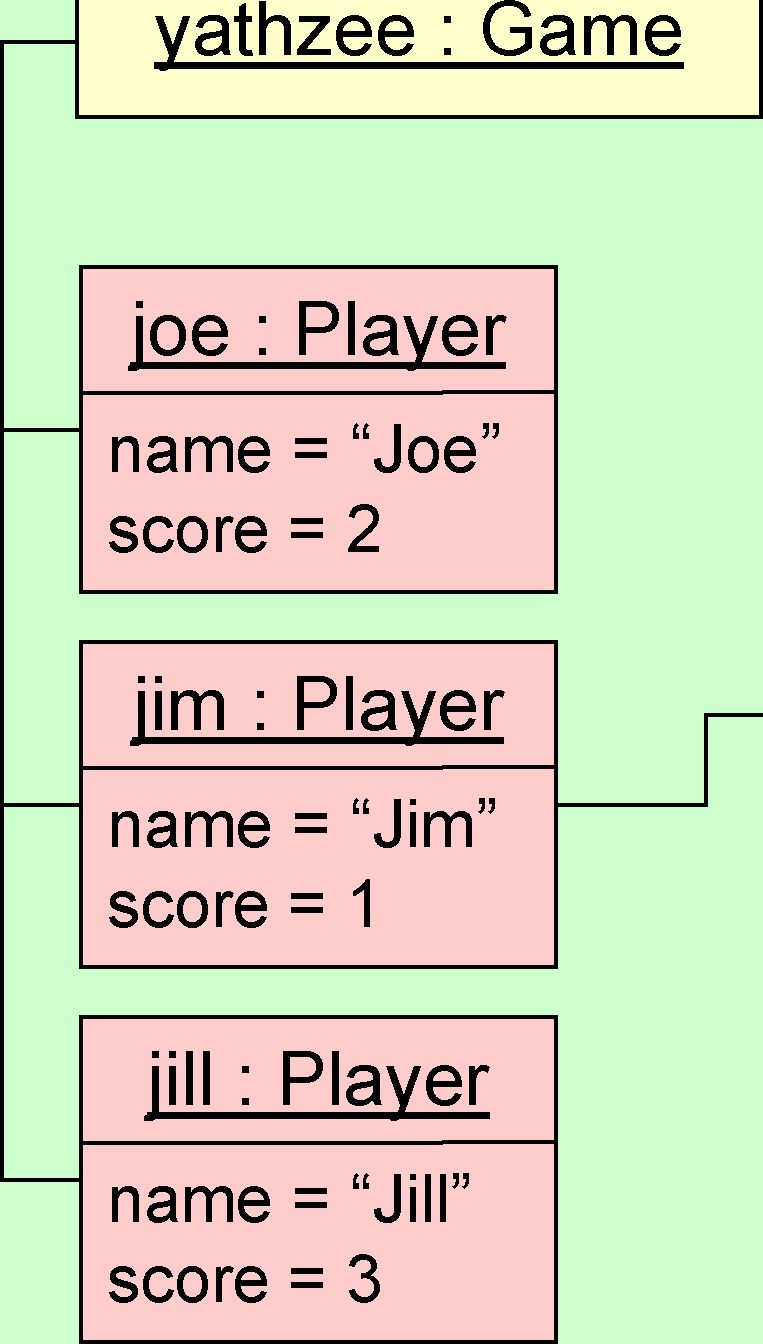 yathzee : Game
joe : Player
name = “Joe”
score = 2
jim : Player
name = “Jim”
score = 1
jill : Player
name = “Jill”
score = 3